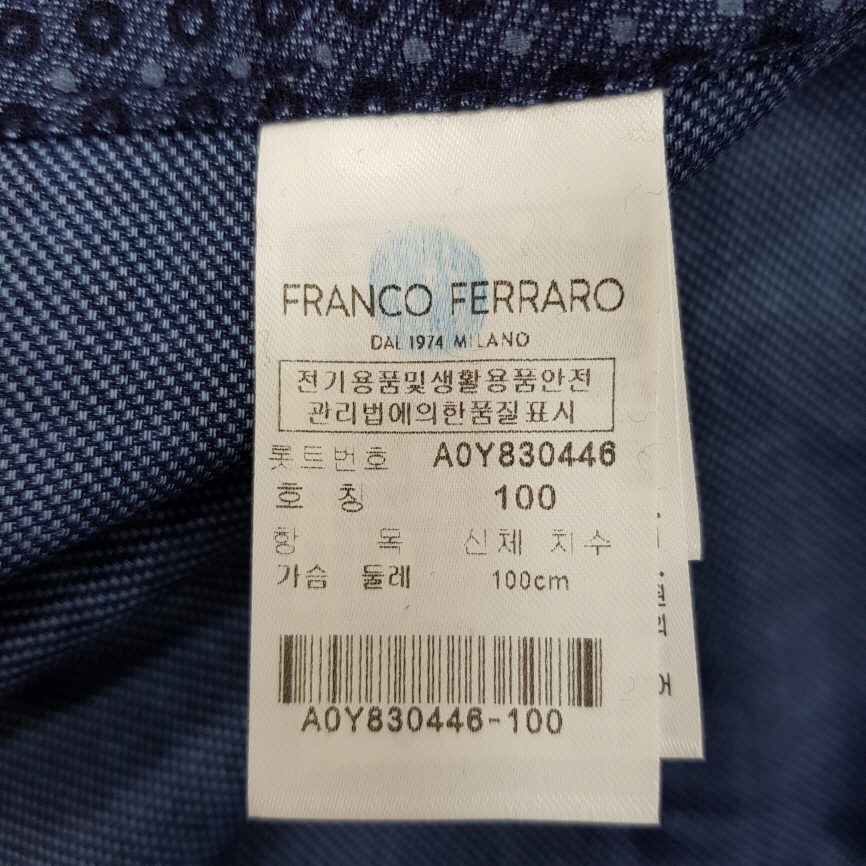 FRANCO FERRARO
DAL 1974 MILANO
전기용품및생활용품안전
관리법에의한품질표시
롯트번호 A0Y830446
호 칭 100
항 목 신체 치수
가슴 둘레 100cm
A0Y830446-100